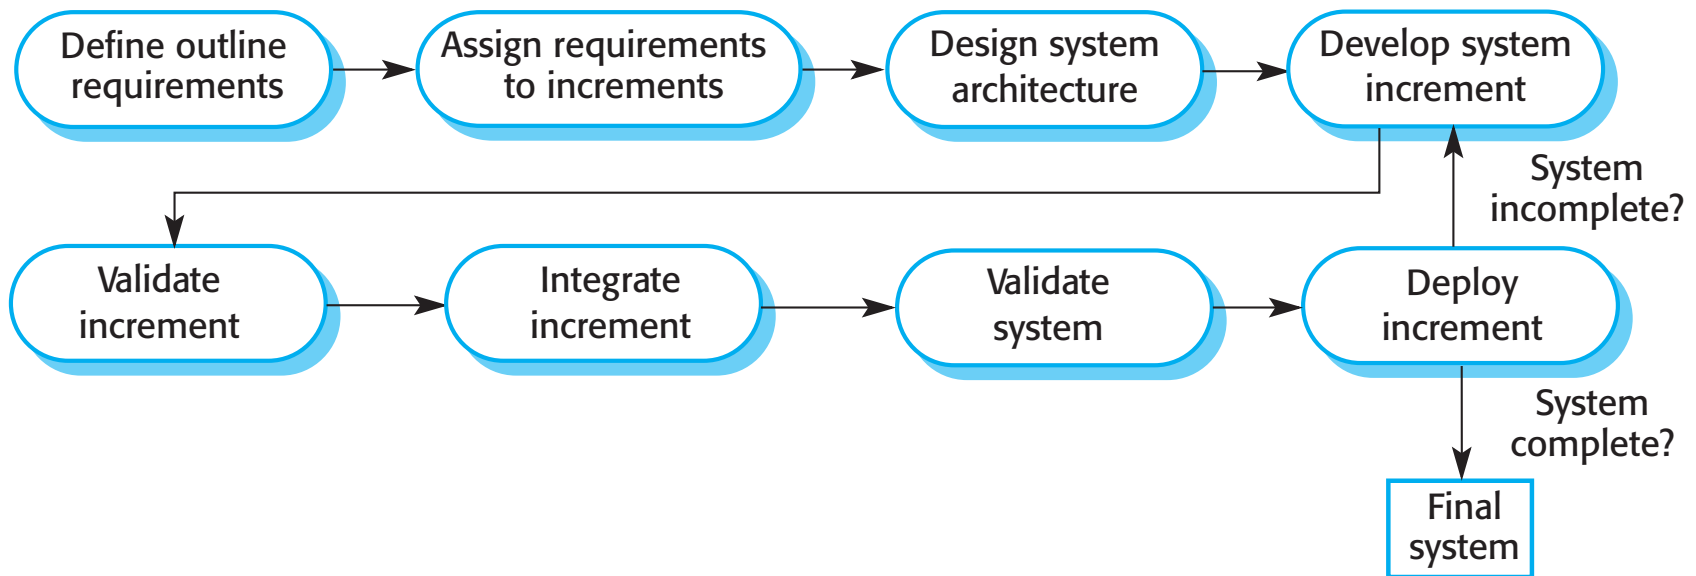 Define outline
requirements
Assign requirements
to increments
Design system
architecture
Develop system
increment
System
incomplete?
Validate
increment
Integrate
increment
Validate
system
Deploy
increment
System
complete?
Final
system